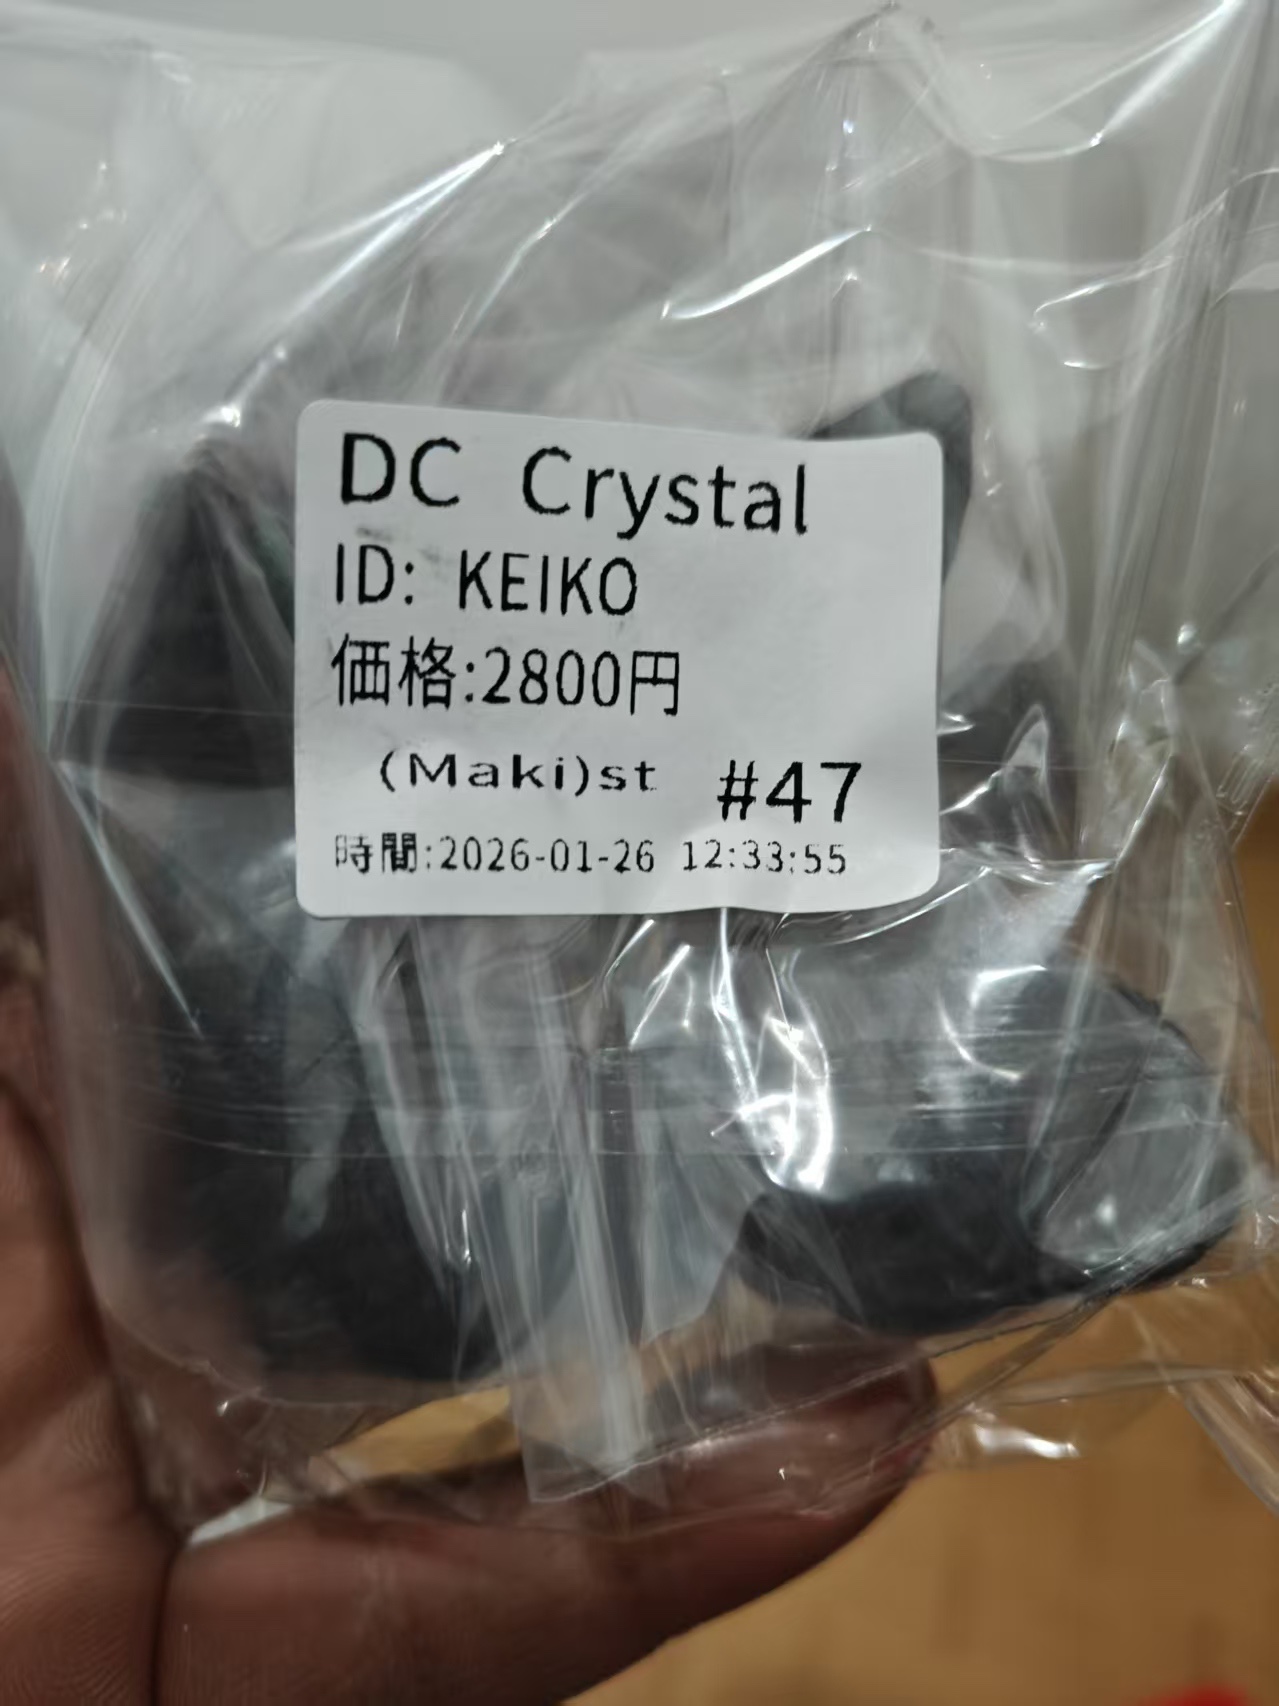 DC Crystal
ID: KEIKO
価格:2800円
(Maki)st #47
時間:2026-01-26 12:33:55